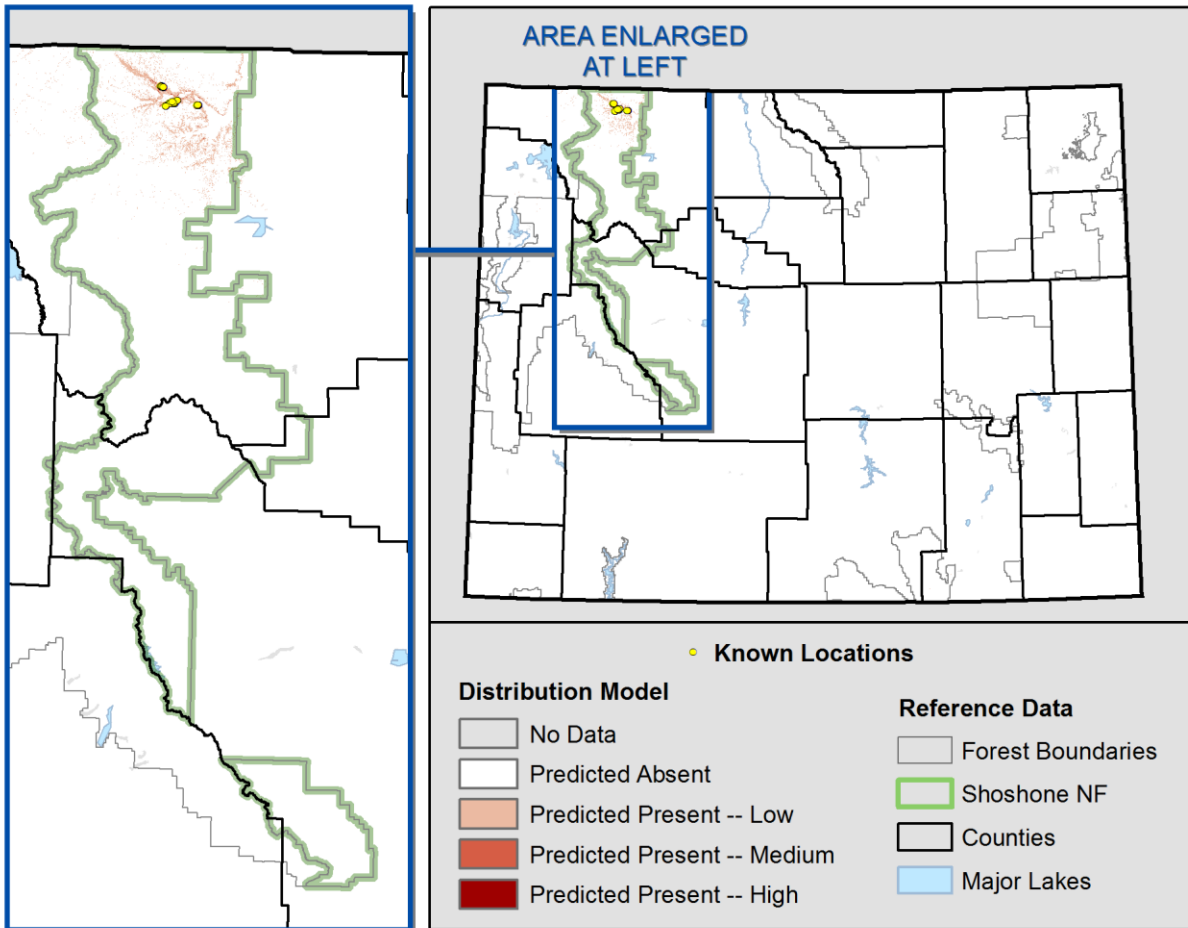 AREA ENLARGED
AT LEFT
Known Locations
Distribution Model
No Data
Predicted Absent
Predicted Present -- Low
Predicted Present -- Medium
Predicted Present -- High
Reference Data
Forest Boundaries
Shoshone NF
Counties
Major Lakes